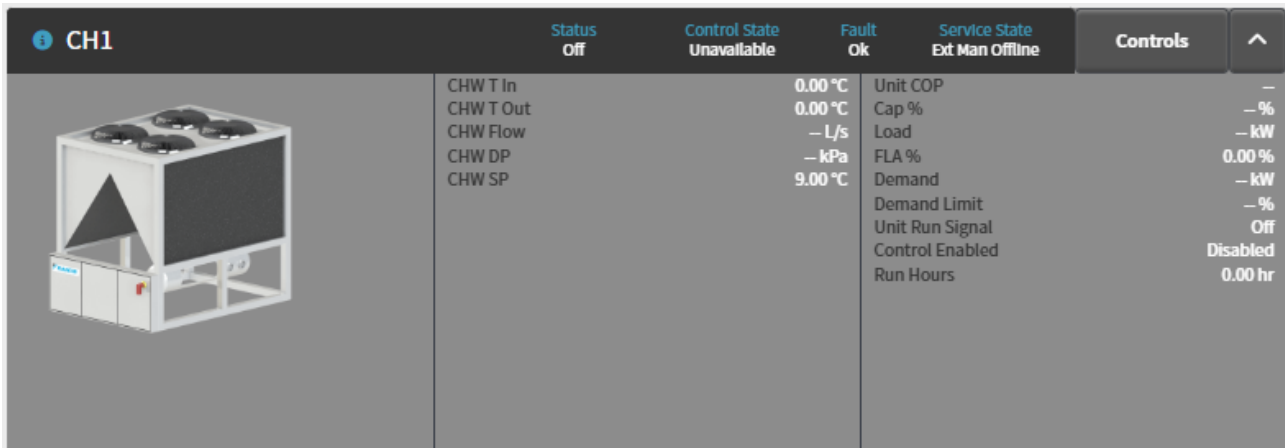 CH1
Status
Off
Control State
Unavailable
Fault
Ok
Service State
Ext Man Offline
Controls
CHW T In 0.00 °C
CHW T Out 0.00 °C
CHW Flow -- L/s
CHW DP -- kPa
CHW SP 9.00 °C
Unit COP --
Cap % -- %
Load -- kW
FLA % 0.00 %
Demand -- kW
Demand Limit -- %
Unit Run Signal Off
Control Enabled Disabled
Run Hours 0.00 hr
DAIKIN